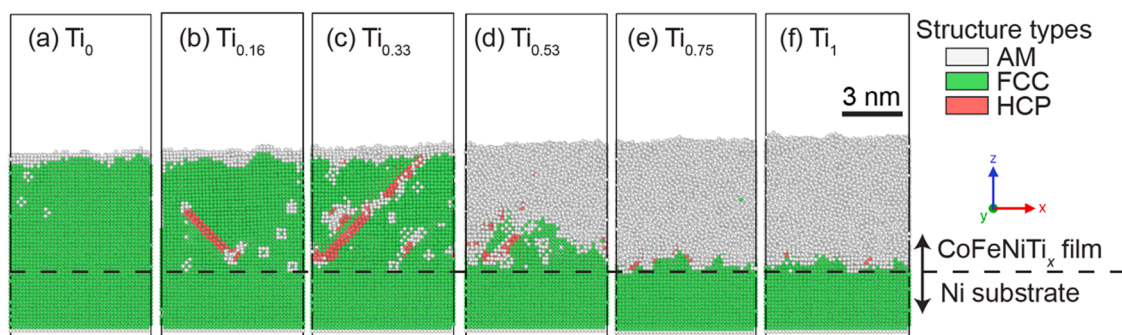 (a) Ti₀
(b) Ti₀.₁₆
(c) Ti₀.₃₃
(d) Ti₀.₅₃
(e) Ti₀.₇₅
(f) Ti₁
Structure types
AM
FCC
HCP
3 nm
z
y
x
CoFeNiTiₓ film
Ni substrate